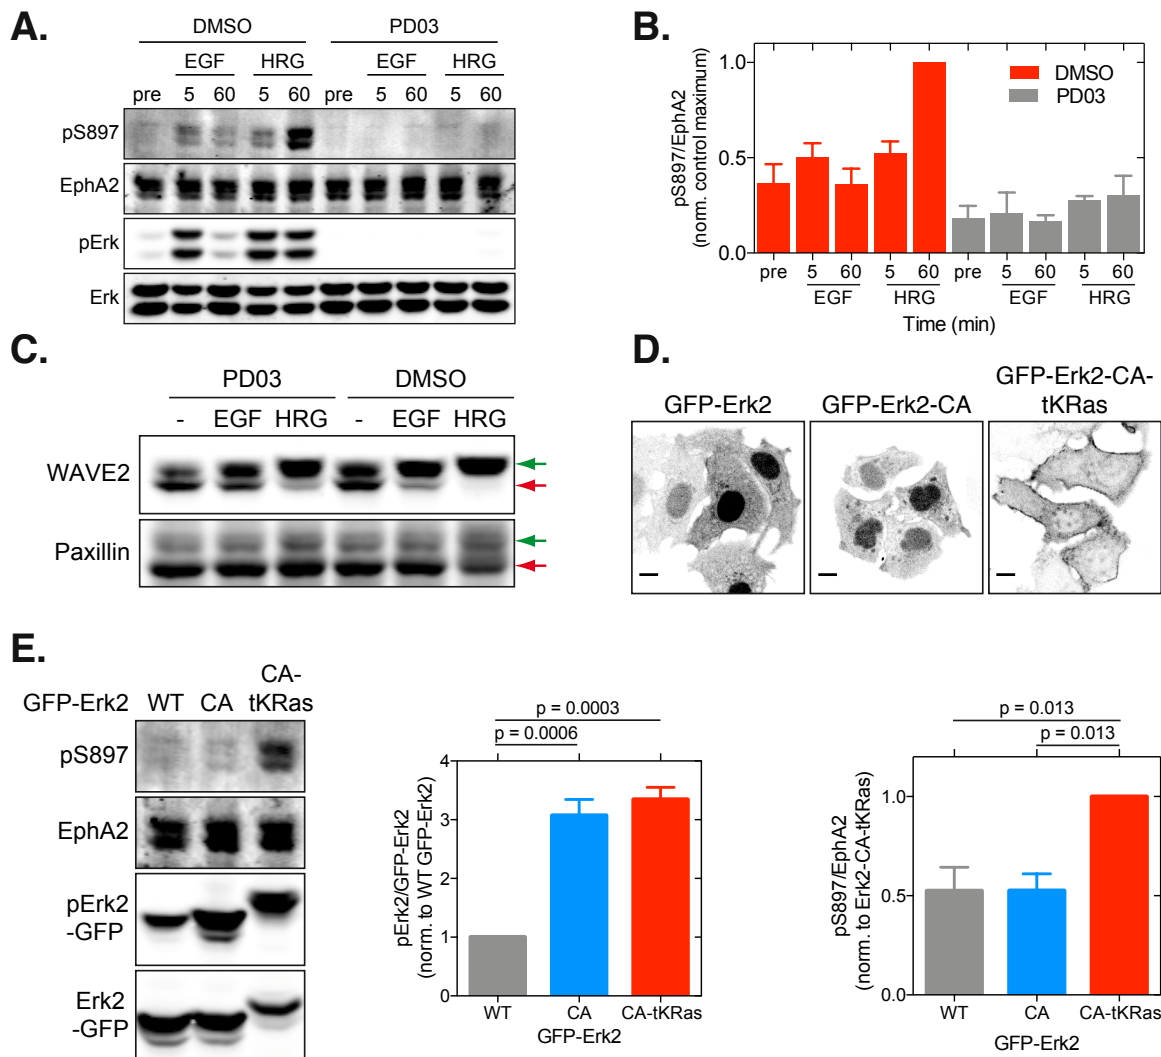 A.
DMSO PD03
EGF HRG EGF HRG
pre 5 60 5 60 pre 5 60 5 60
pS897
EphA2
pErk
Erk
B.
pS897/EphA2
(norm. control maximum)
1.0
0.5
0.0
DMSO
PD03
pre 5 60 5 60 pre 5 60 5 60
EGF HRG EGF HRG
Time (min)
C.
PD03 DMSO
- EGF HRG - EGF HRG
WAVE2
Paxillin
D.
GFP-Erk2 GFP-Erk2-CA GFP-Erk2-CA-
tKRas
E.
GFP-Erk2 WT CA CA-
tKRas
pS897
EphA2
pErk2
-GFP
Erk2
-GFP
p = 0.0003
p = 0.0006
pErk2/GFP-Erk2
(norm. to WT GFP-Erk2)
4
3
2
1
0
WT CA CA-tKRas
GFP-Erk2
p = 0.013
p = 0.013
pS897/EphA2
(norm. to Erk2-CA-tKRas)
1.0
0.5
0.0
WT CA CA-tKRas
GFP-Erk2